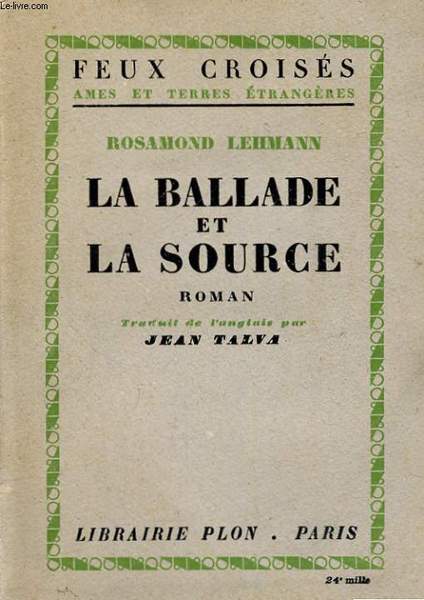 Le-livre.com
FEUX CROISÉS
AMES ET TERRES ÉTRANGÈRES
ROSAMOND LEHMANN
LA BALLADE
ET
LA SOURCE
ROMAN
Traduit de l'anglais par
JEAN TALVA
LIBRAIRIE PLON . PARIS
24e mille